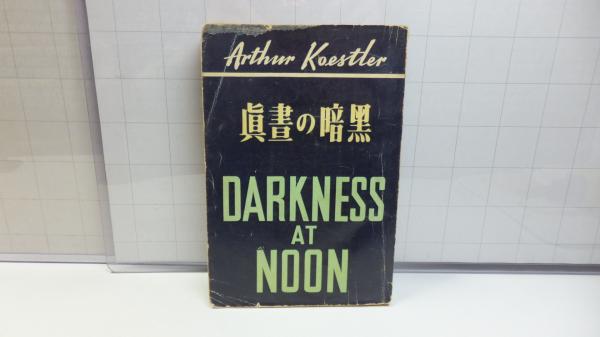 Arthur Koestler
眞晝の暗黑
DARKNESS
AT
NOON